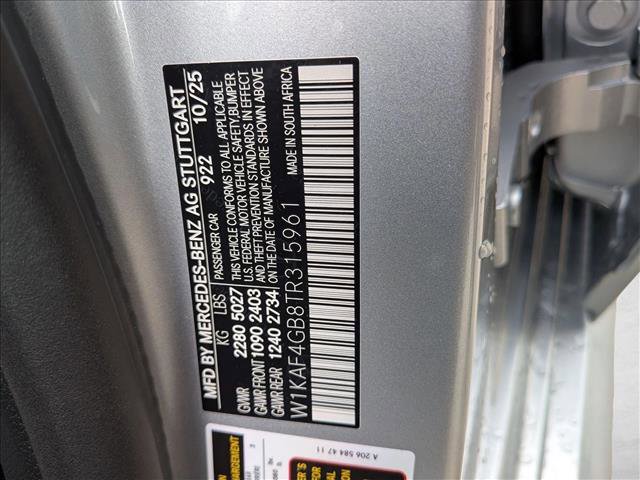 MFD BY MERCEDES-BENZ AG STUTTGART
PASSENGER CAR 922 10/25
KG LBS
GVWR 2280 5027
GAWR FRONT 1090 2403
GAWR REAR 1240 2734
THIS VEHICLE CONFORMS TO ALL APPLICABLE
U.S. FEDERAL MOTOR VEHICLE SAFETY, BUMPER
AND THEFT PREVENTION STANDARDS IN EFFECT
ON THE DATE OF MANUFACTURE SHOWN ABOVE
MADE IN SOUTH AFRICA
W1KAF4GB8TR315961
A 206 584 47 11